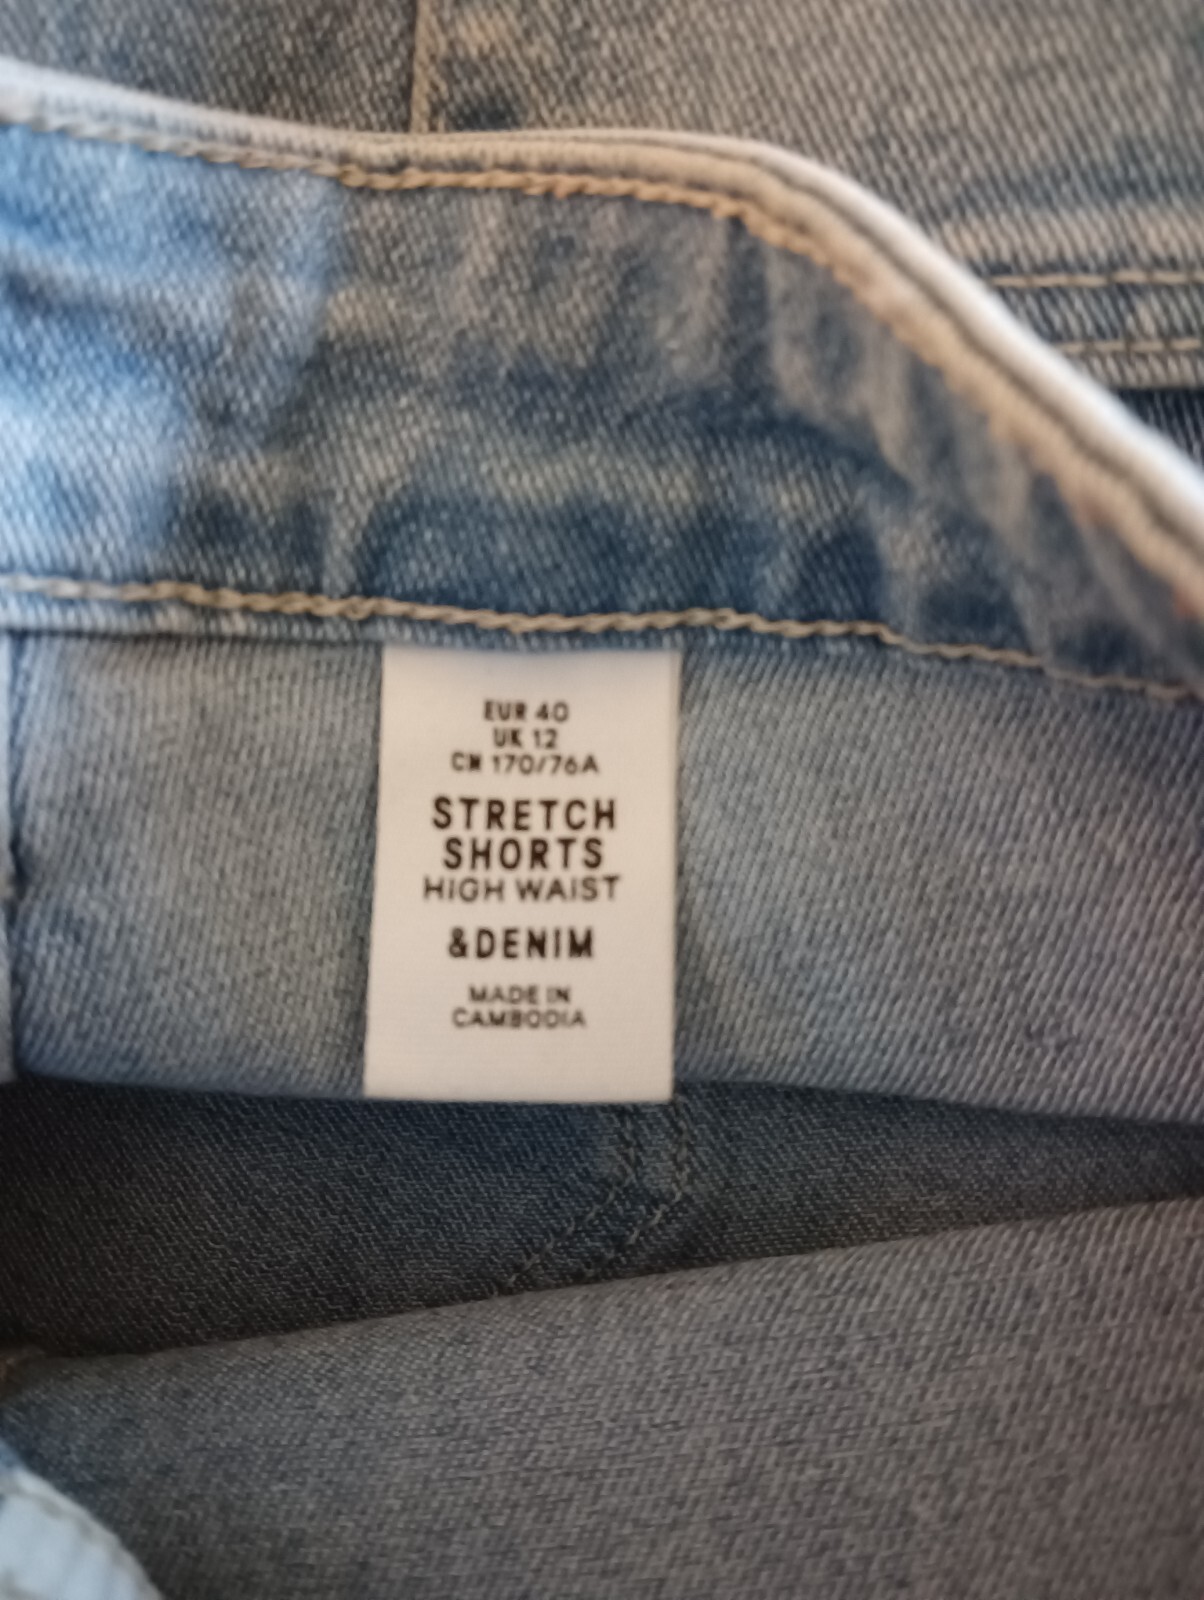 EUR 40
UK 12
CN 170/76A
STRETCH
SHORTS
HIGH WAIST
&DENIM
MADE IN
CAMBODIA